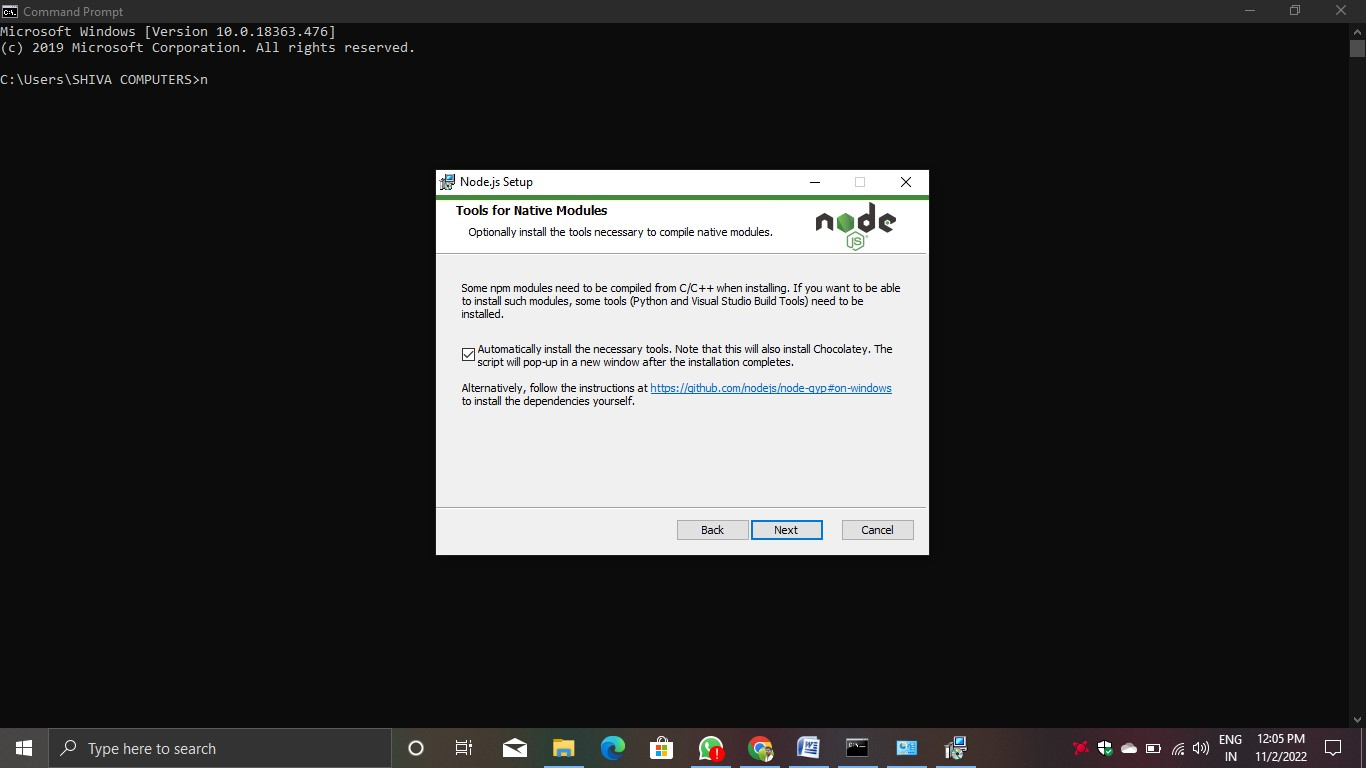 Command Prompt
Microsoft Windows [Version 10.0.18363.476]
(c) 2019 Microsoft Corporation. All rights reserved.
C:\Users\SHIVA COMPUTERS>n
Node.js Setup
Tools for Native Modules
Optionally install the tools necessary to compile native modules.
node
JS
Some npm modules need to be compiled from C/C++ when installing. If you want to be able
to install such modules, some tools (Python and Visual Studio Build Tools) need to be
installed.
Automatically install the necessary tools. Note that this will also install Chocolatey. The
script will pop-up in a new window after the installation completes.
Alternatively, follow the instructions at https://github.com/nodejs/node-gyp#on-windows
to install the dependencies yourself.
Back Next Cancel
Type here to search
ENG
IN
12:05 PM
11/2/2022